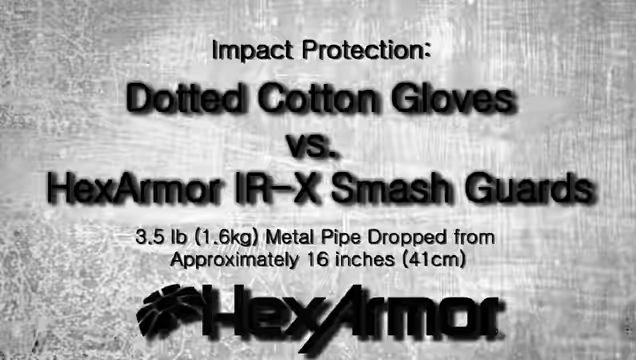 Impact Protection:
Dotted Cotton Gloves
vs.
HexArmor IR-X Smash Guards
3.5 lb (1.6kg) Metal Pipe Dropped from
Approximately 16 inches (41cm)
HexArmor